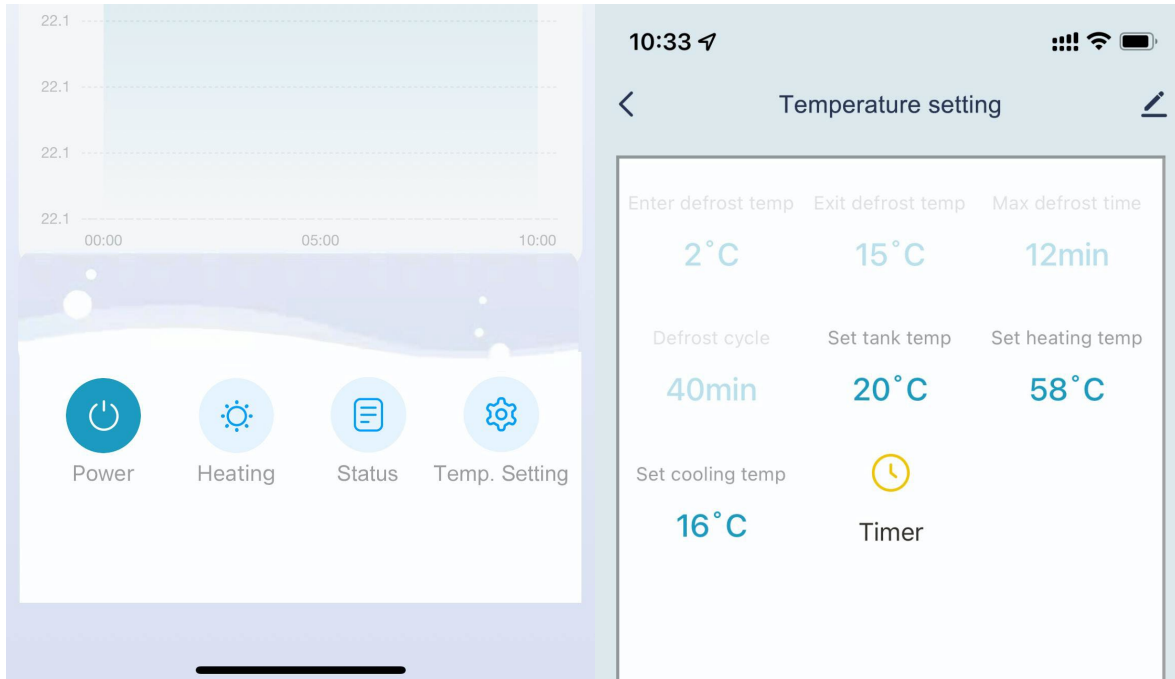 22.1
22.1
22.1
22.1
00:00 05:00 10:00
Power Heating Status Temp. Setting
10:33
Temperature setting
Enter defrost temp Exit defrost temp Max defrost time
2°C 15°C 12min
Defrost cycle Set tank temp Set heating temp
40min 20°C 58°C
Set cooling temp
16°C Timer